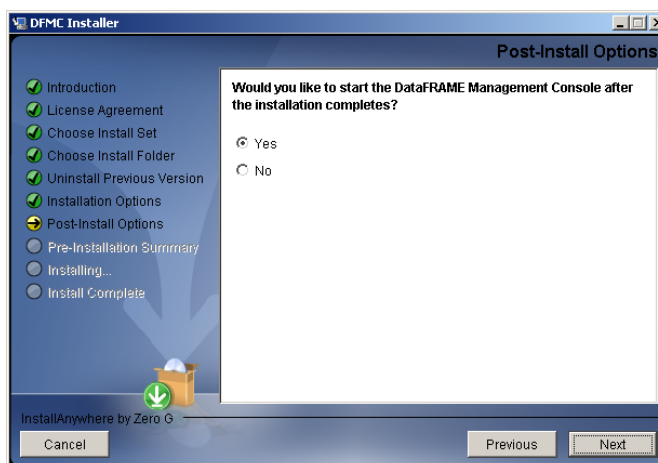 DFMC Installer
Post-Install Options
Introduction
License Agreement
Choose Install Set
Choose Install Folder
Uninstall Previous Version
Installation Options
Post-Install Options
Pre-Installation Summary
Installing...
Install Complete
Would you like to start the DataFRAME Management Console after
the installation completes?
Yes
No
InstallAnywhere by Zero G
Cancel
Previous
Next